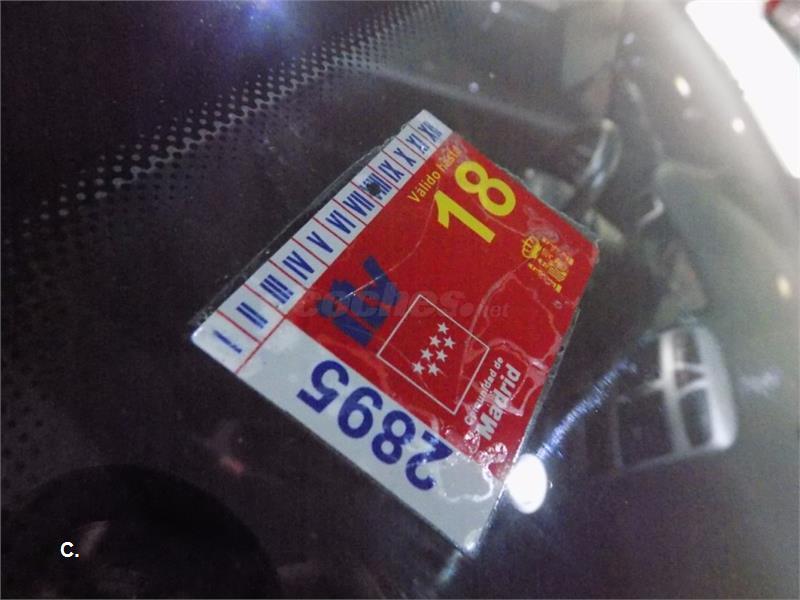 I II III IV V VI VII VIII IX X XI XII
Válido hasta
18
ITV
Comunidad de
Madrid
2895
coches.net
C.